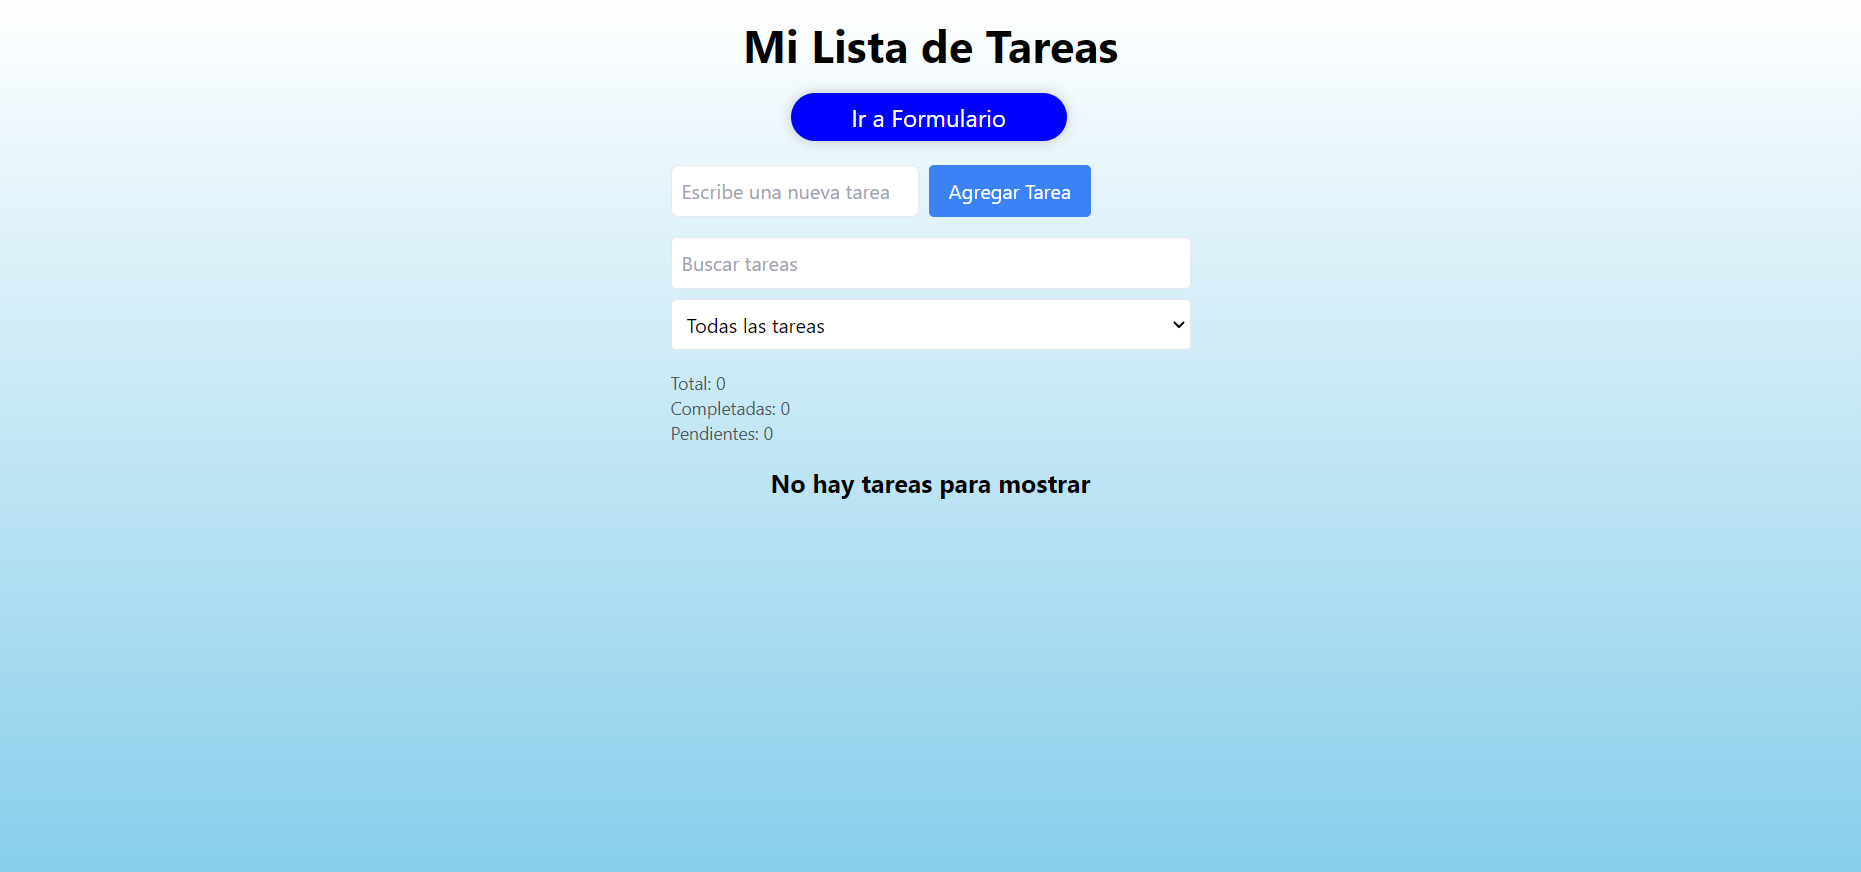 Mi Lista de Tareas
Ir a Formulario
Escribe una nueva tarea
Agregar Tarea
Buscar tareas
Todas las tareas
Total: 0
Completadas: 0
Pendientes: 0
No hay tareas para mostrar